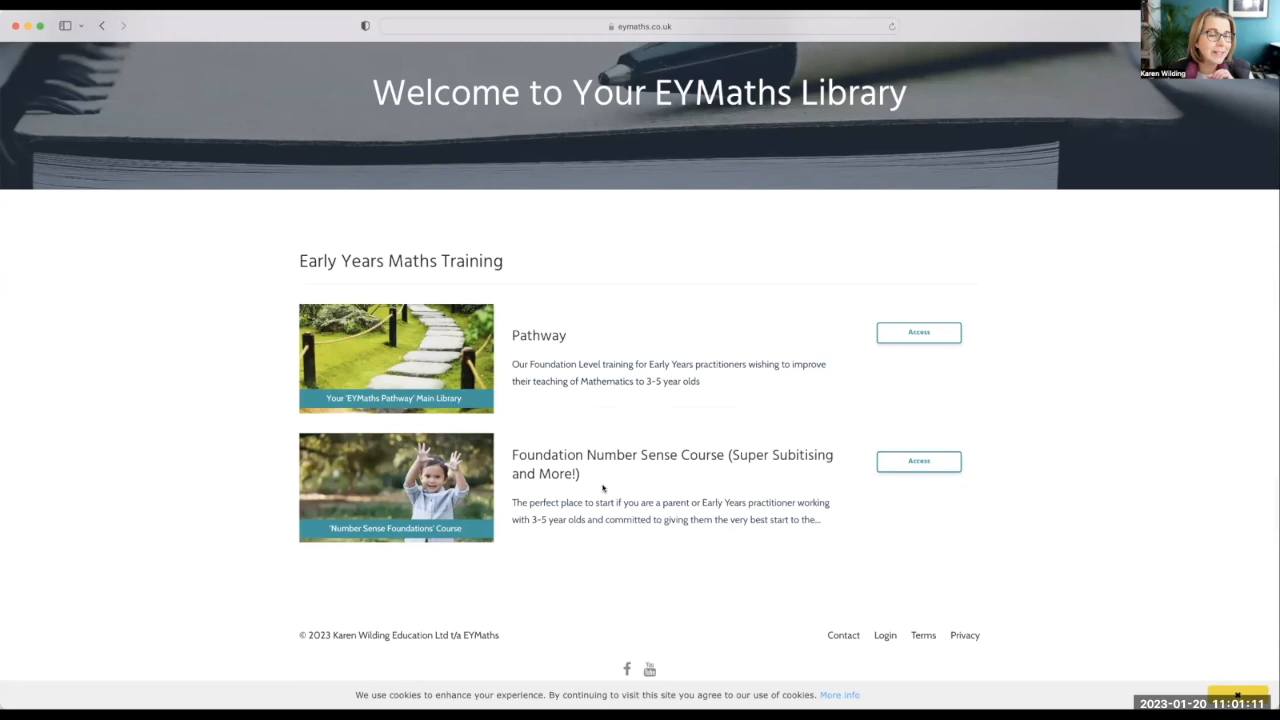 eymaths.co.uk
Karen Wilding
Welcome to Your EYMaths Library
Early Years Maths Training
Your 'EYMaths Pathway' Main Library
Pathway
Our Foundation Level training for Early Years practitioners wishing to improve
their teaching of Mathematics to 3-5 year olds
Access
'Number Sense Foundations' Course
Foundation Number Sense Course (Super Subitising
and More!)
The perfect place to start if you are a parent or Early Years practitioner working
with 3-5 year olds and committed to giving them the very best start to the...
Access
© 2023 Karen Wilding Education Ltd t/a EYMaths
Contact Login Terms Privacy
You Tube
We use cookies to enhance your experience. By continuing to visit this site you agree to our use of cookies. More info
2023-01-20 11:01:11